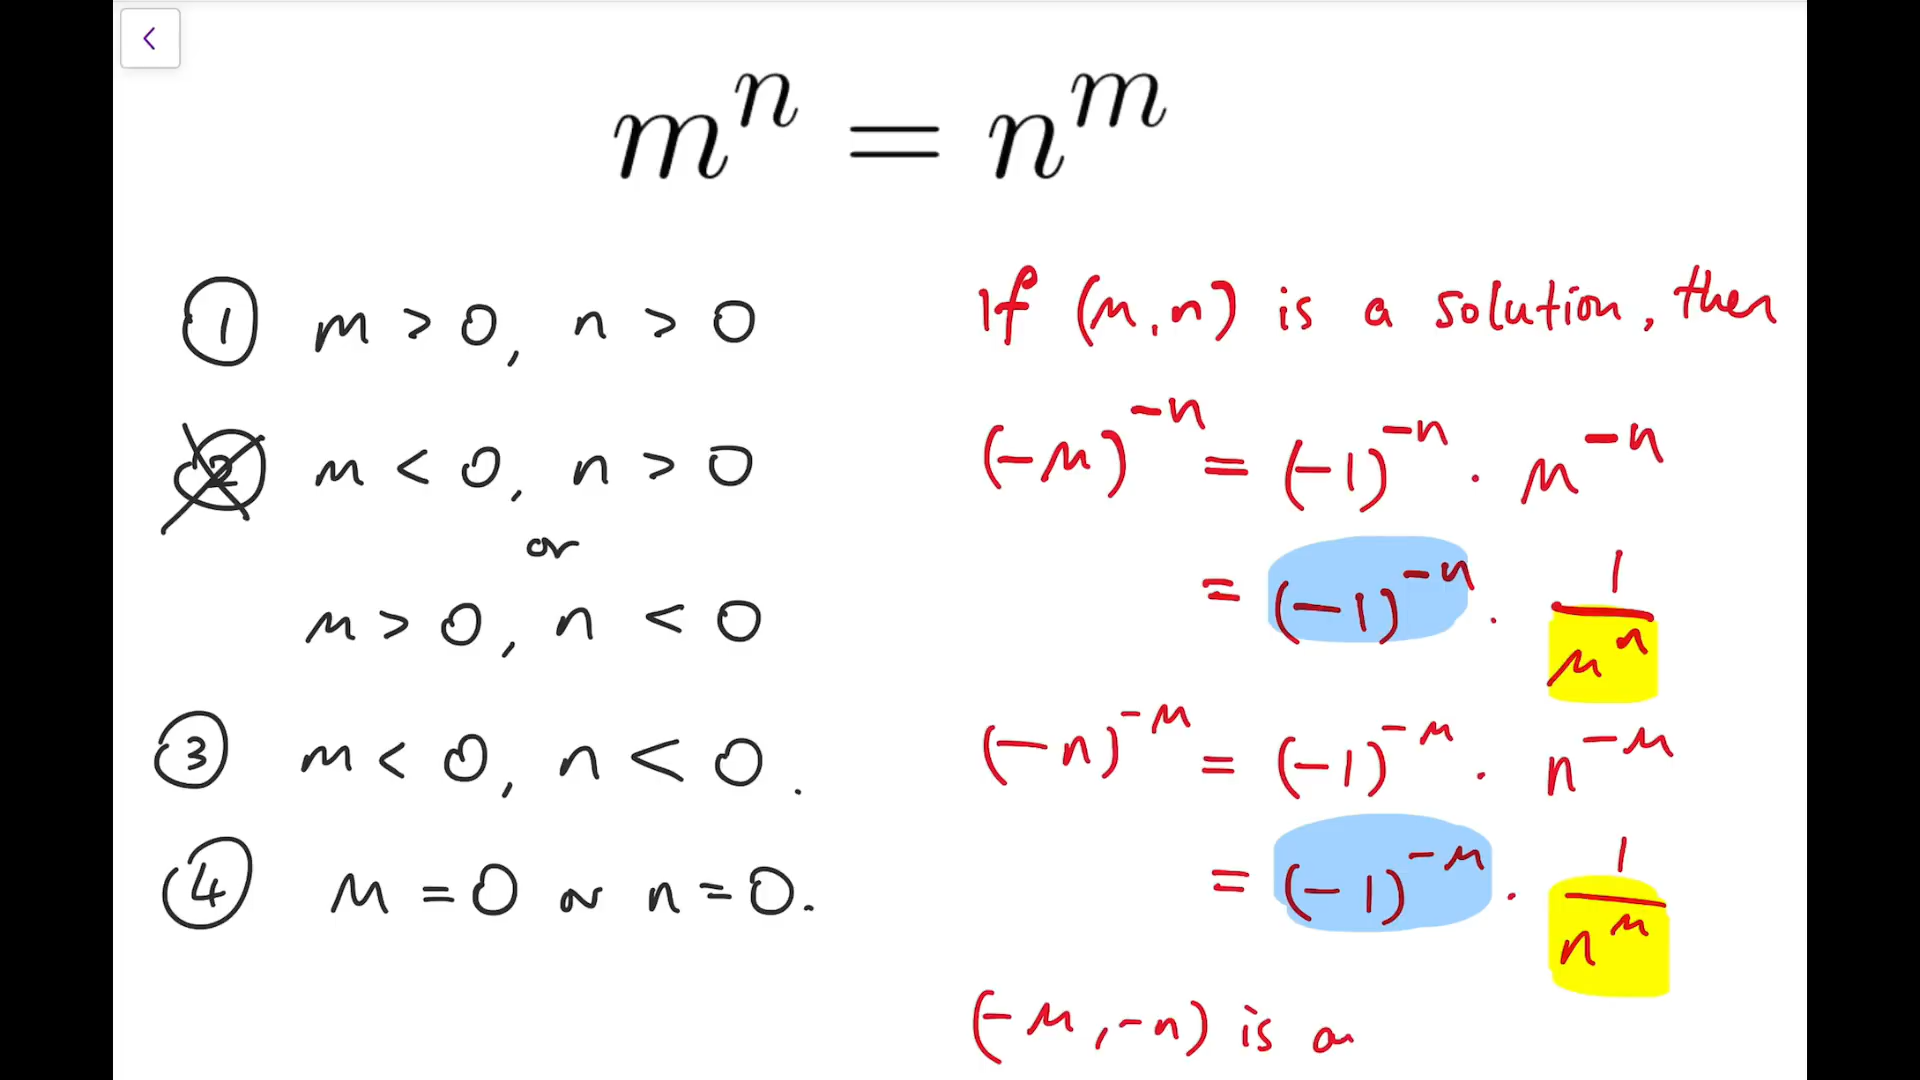 m^n = n^m
① m > 0, n > 0
② m < 0, n > 0
or
m > 0, n < 0
③ m < 0, n < 0.
④ m = 0 or n = 0.
If (m, n) is a solution, then
(-m)^{-n} = (-1)^{-n} · m^{-n}
= (-1)^{-n} · 1/m^n
(-n)^{-m} = (-1)^{-m} · n^{-m}
= (-1)^{-m} · 1/n^m
(-m, -n) is a